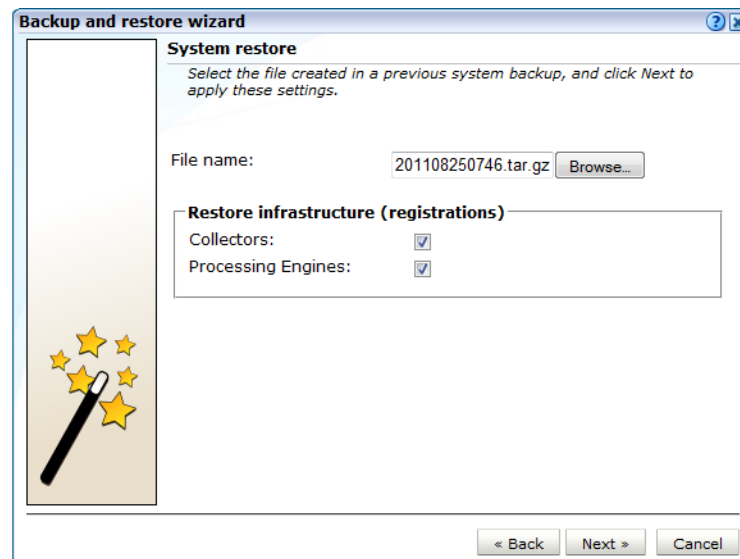 Backup and restore wizard
System restore
Select the file created in a previous system backup, and click Next to
apply these settings.
File name: 201108250746.tar.gz Browse...
Restore infrastructure (registrations)
Collectors:
Processing Engines:
« Back Next » Cancel